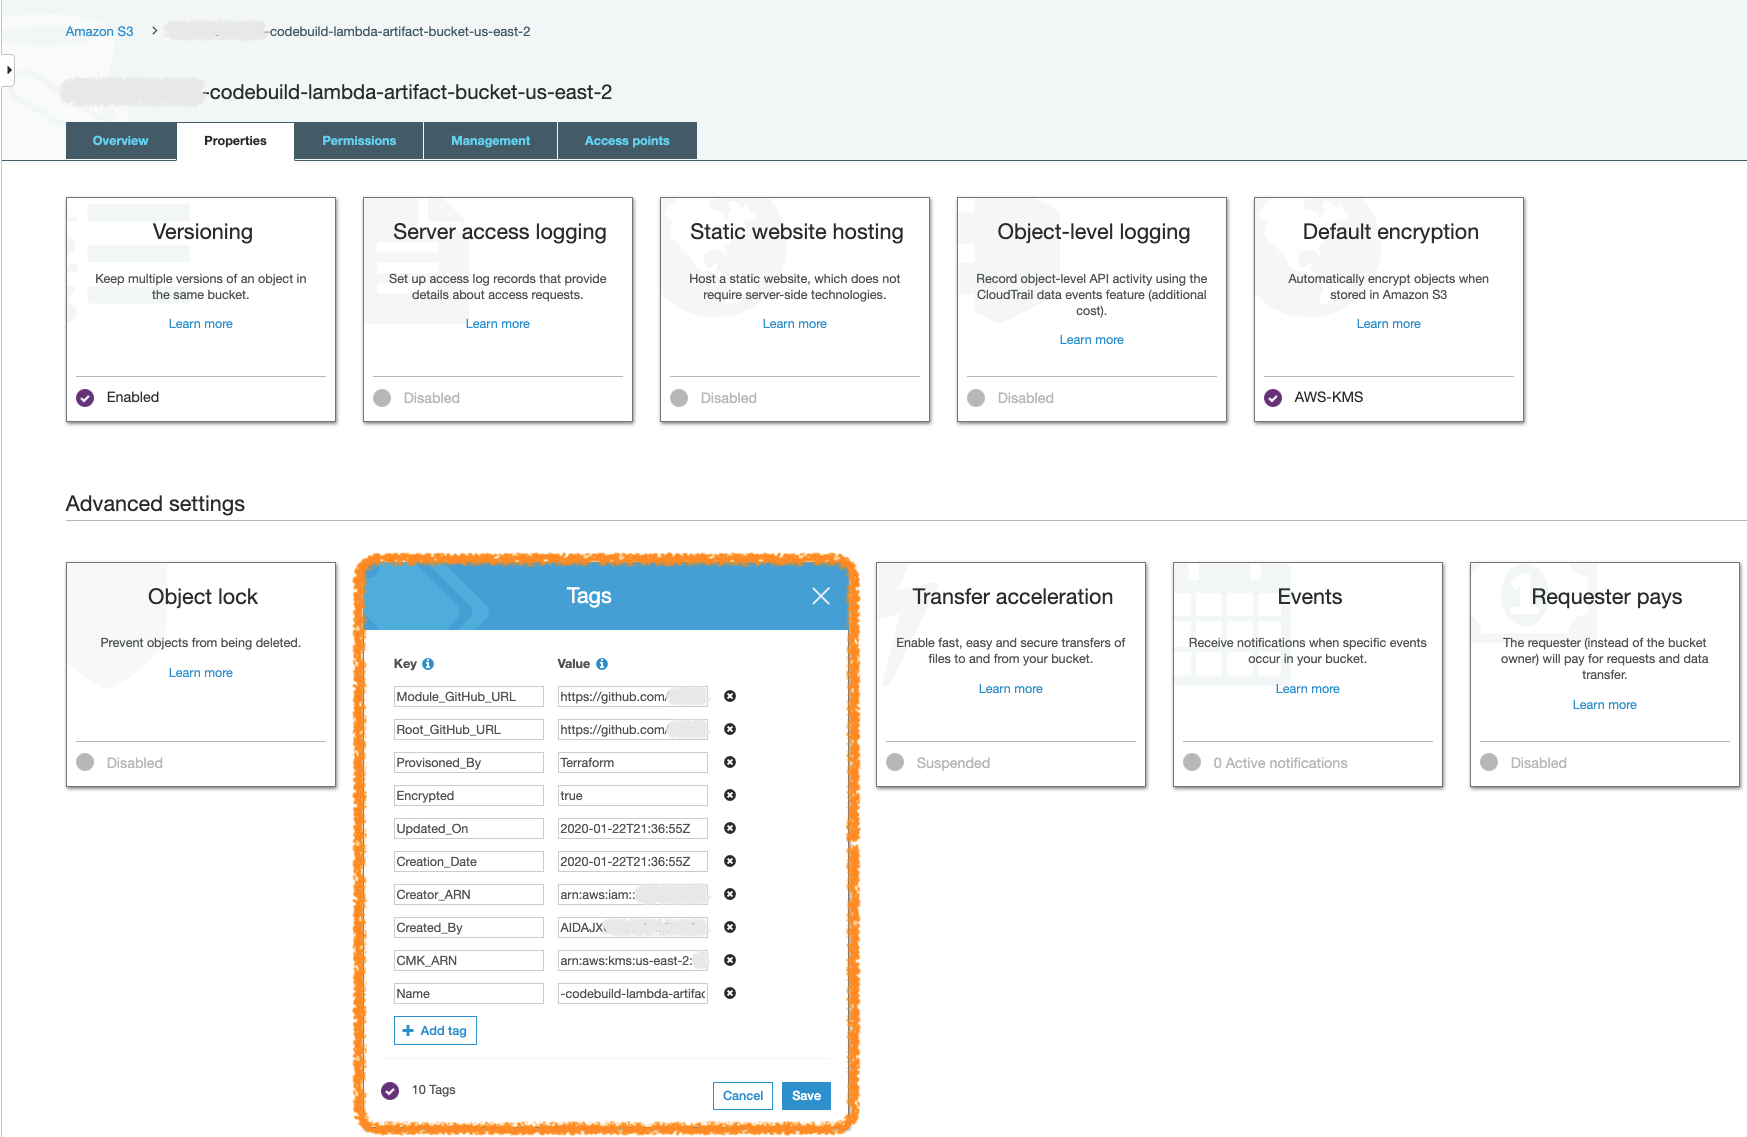 Amazon S3 > -codebuild-lambda-artifact-bucket-us-east-2
-codebuild-lambda-artifact-bucket-us-east-2
Overview Properties Permissions Management Access points
Versioning
Keep multiple versions of an object in
the same bucket.
Learn more
Enabled
Server access logging
Set up access log records that provide
details about access requests.
Learn more
Disabled
Static website hosting
Host a static website, which does not
require server-side technologies.
Learn more
Disabled
Object-level logging
Record object-level API activity using the
CloudTrail data events feature (additional
cost).
Learn more
Disabled
Default encryption
Automatically encrypt objects when
stored in Amazon S3
Learn more
AWS-KMS
Advanced settings
Object lock
Prevent objects from being deleted.
Learn more
Disabled
Tags
Key Value
Module_GitHub_URL https://github.com/
Root_GitHub_URL https://github.com/
Provisoned_By Terraform
Encrypted true
Updated_On 2020-01-22T21:36:55Z
Creation_Date 2020-01-22T21:36:55Z
Creator_ARN arn:aws:iam::
Created_By AIDAJX
CMK_ARN arn:aws:kms:us-east-2:
Name -codebuild-lambda-artifac
+ Add tag
10 Tags
Cancel Save
Transfer acceleration
Enable fast, easy and secure transfers of
files to and from your bucket.
Learn more
Suspended
Events
Receive notifications when specific events
occur in your bucket.
Learn more
0 Active notifications
Requester pays
The requester (instead of the bucket
owner) will pay for requests and data
transfer.
Learn more
Disabled